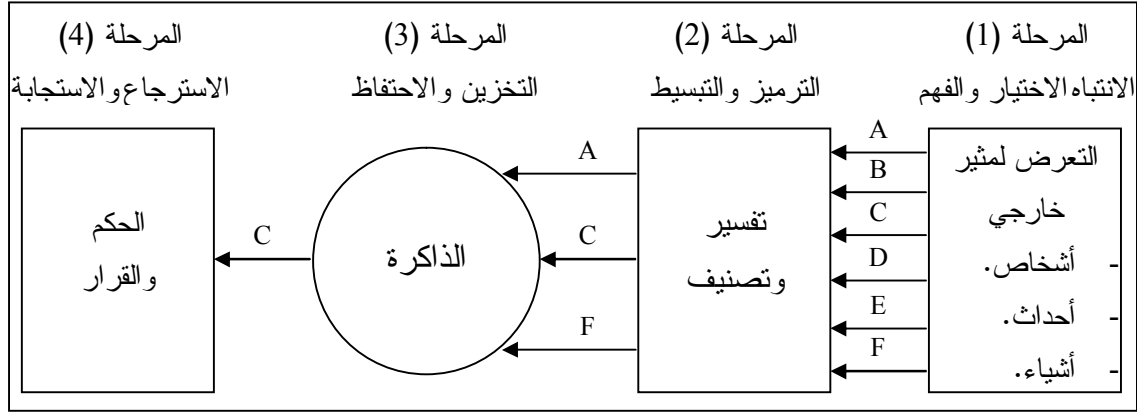 المرحلة (1)
الانتباه الاختيار والفهم
المرحلة (2)
الترميز والتبسيط
المرحلة (3)
التخزين والاحتفاظ
المرحلة (4)
الاسترجاع والاستجابة
التعرض لمثير
خارجي
- أشخاص.
- أحداث.
- أشياء.
A
B
C
D
E
F
تفسير
وتصنيف
A
C
F
الذاكرة
C
الحكم
والقرار